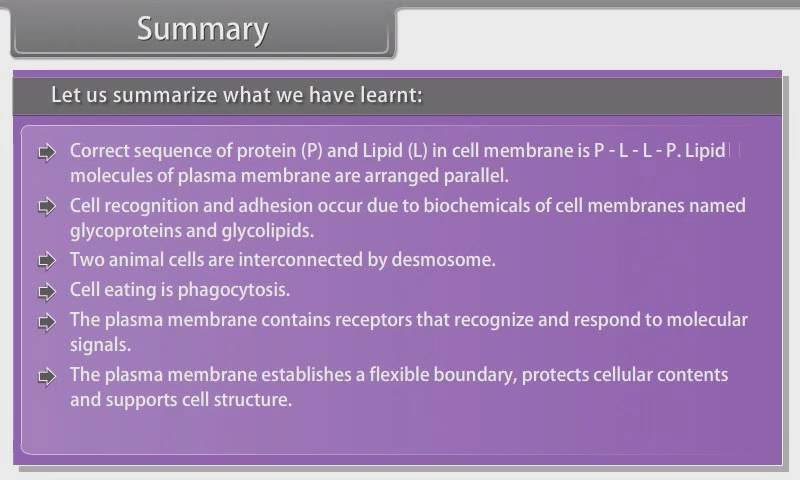 Summary
Let us summarize what we have learnt:
Correct sequence of protein (P) and Lipid (L) in cell membrane is P - L - L - P. Lipid
molecules of plasma membrane are arranged parallel.
Cell recognition and adhesion occur due to biochemicals of cell membranes named
glycoproteins and glycolipids.
Two animal cells are interconnected by desmosome.
Cell eating is phagocytosis.
The plasma membrane contains receptors that recognize and respond to molecular
signals.
The plasma membrane establishes a flexible boundary, protects cellular contents
and supports cell structure.